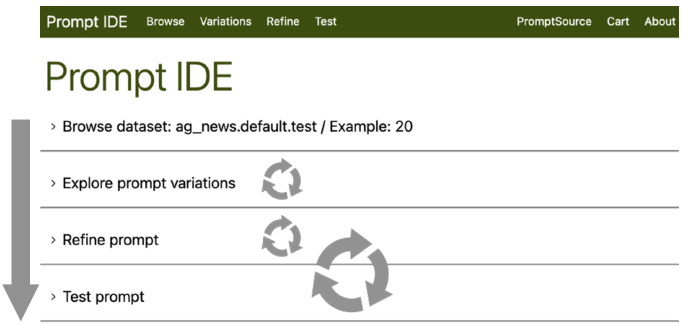 Prompt IDE Browse Variations Refine Test PromptSource Cart About
Prompt IDE
> Browse dataset: ag_news.default.test / Example: 20
> Explore prompt variations
> Refine prompt
> Test prompt